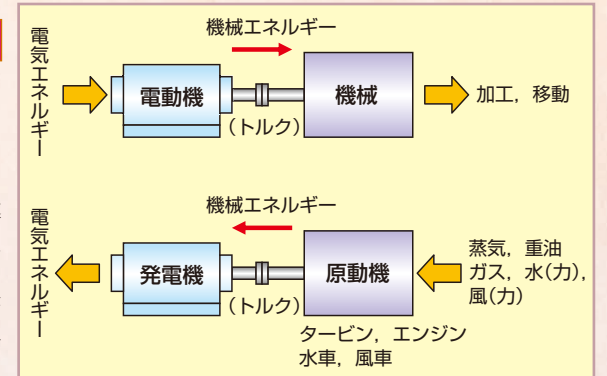 機械エネルギー
電気エネルギー
電動機
機械
加工，移動
（トルク）
機械エネルギー
電気エネルギー
発電機
原動機
蒸気，重油
ガス，水(力)，
風(力)
（トルク）
タービン，エンジン
水車，風車